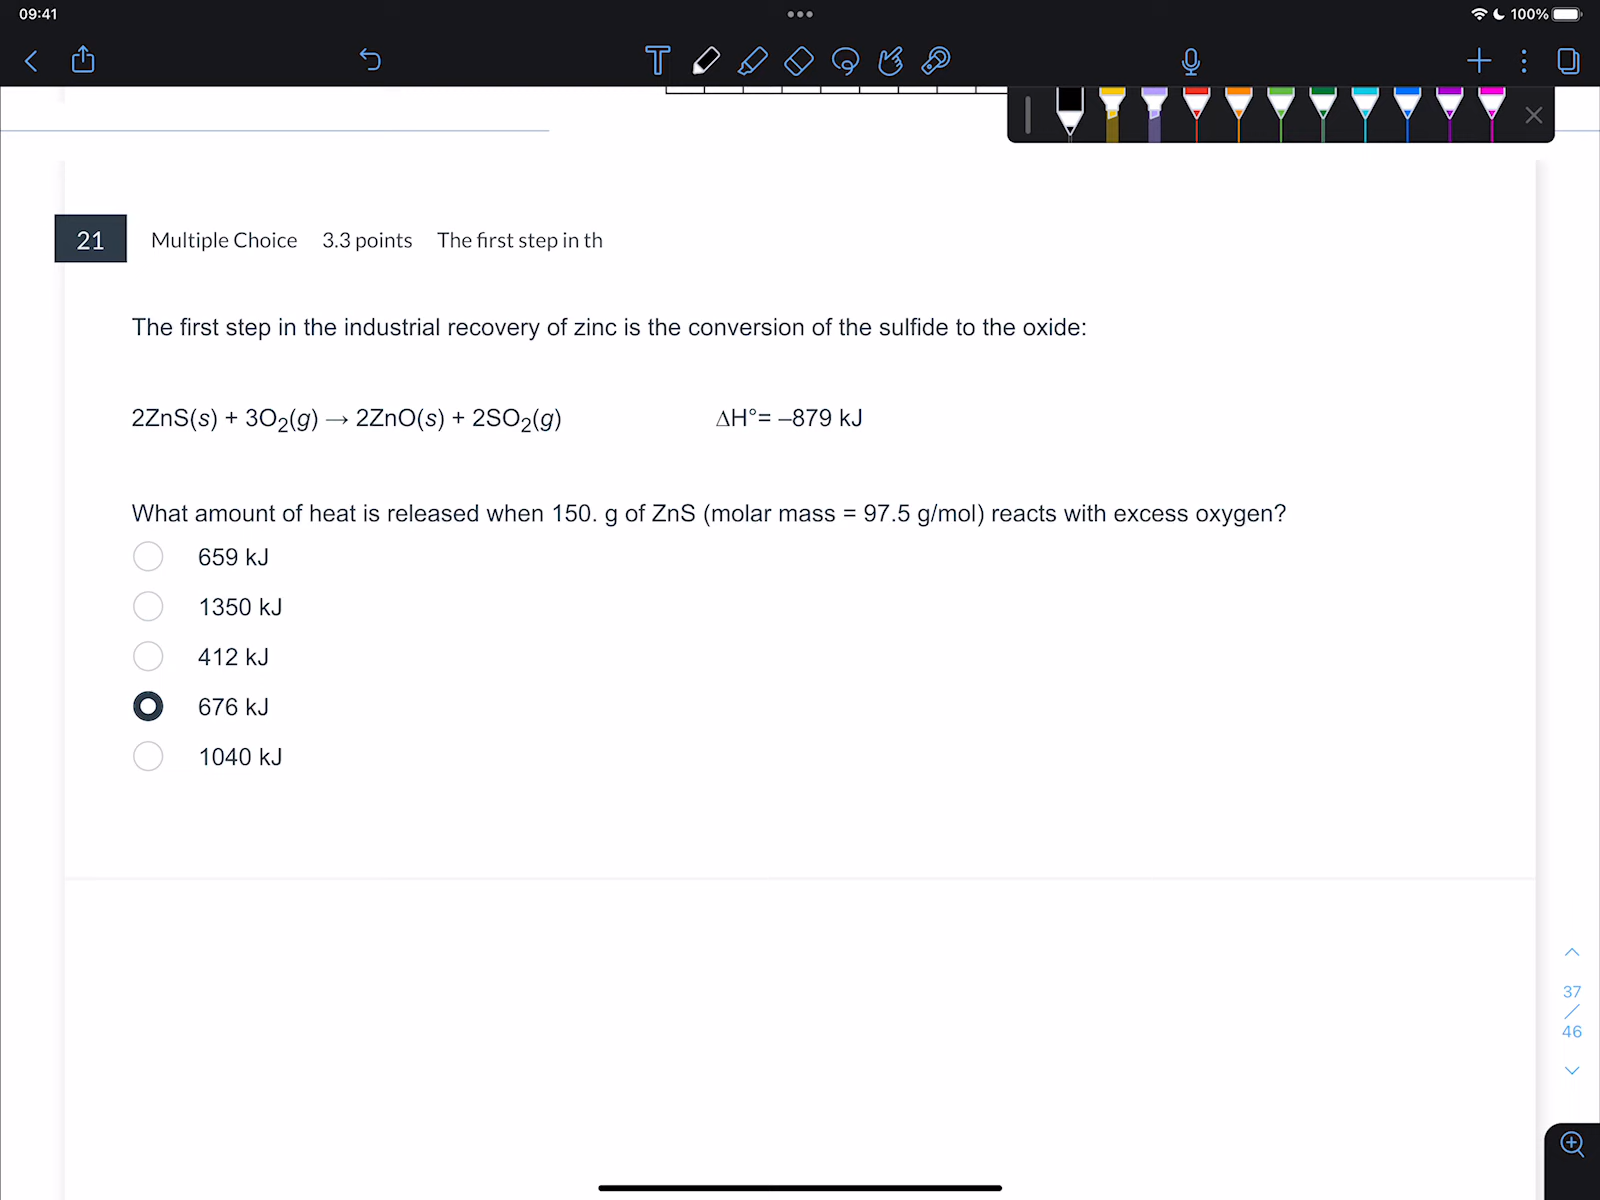 09:41
100%
21 Multiple Choice 3.3 points The first step in th
The first step in the industrial recovery of zinc is the conversion of the sulfide to the oxide:
2ZnS(s) + 3O₂(g) → 2ZnO(s) + 2SO₂(g) ΔH°= –879 kJ
What amount of heat is released when 150. g of ZnS (molar mass = 97.5 g/mol) reacts with excess oxygen?
659 kJ
1350 kJ
412 kJ
676 kJ
1040 kJ
37
/
46